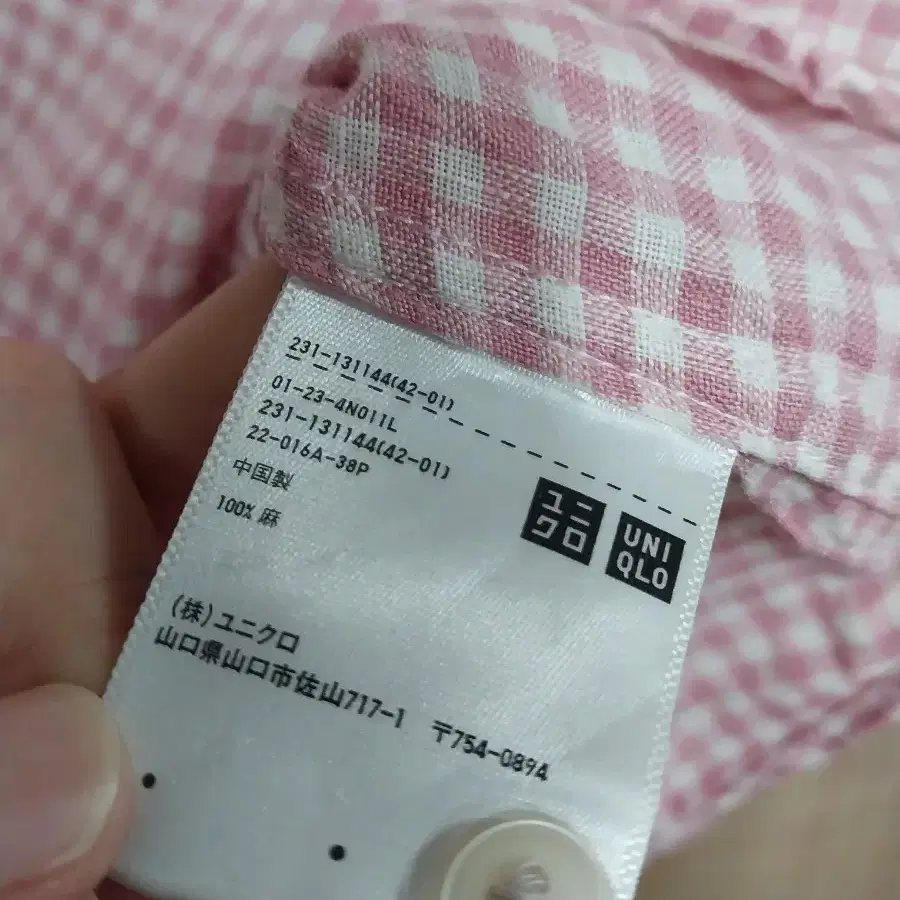 231-131144(42-01)
01-23-4N011L
231-131144(42-01)
22-016A-38P
中国製
100% 麻
ユニ
クロ
UNI
QLO
(株)ユニクロ
山口県山口市佐山717-1 〒754-0894